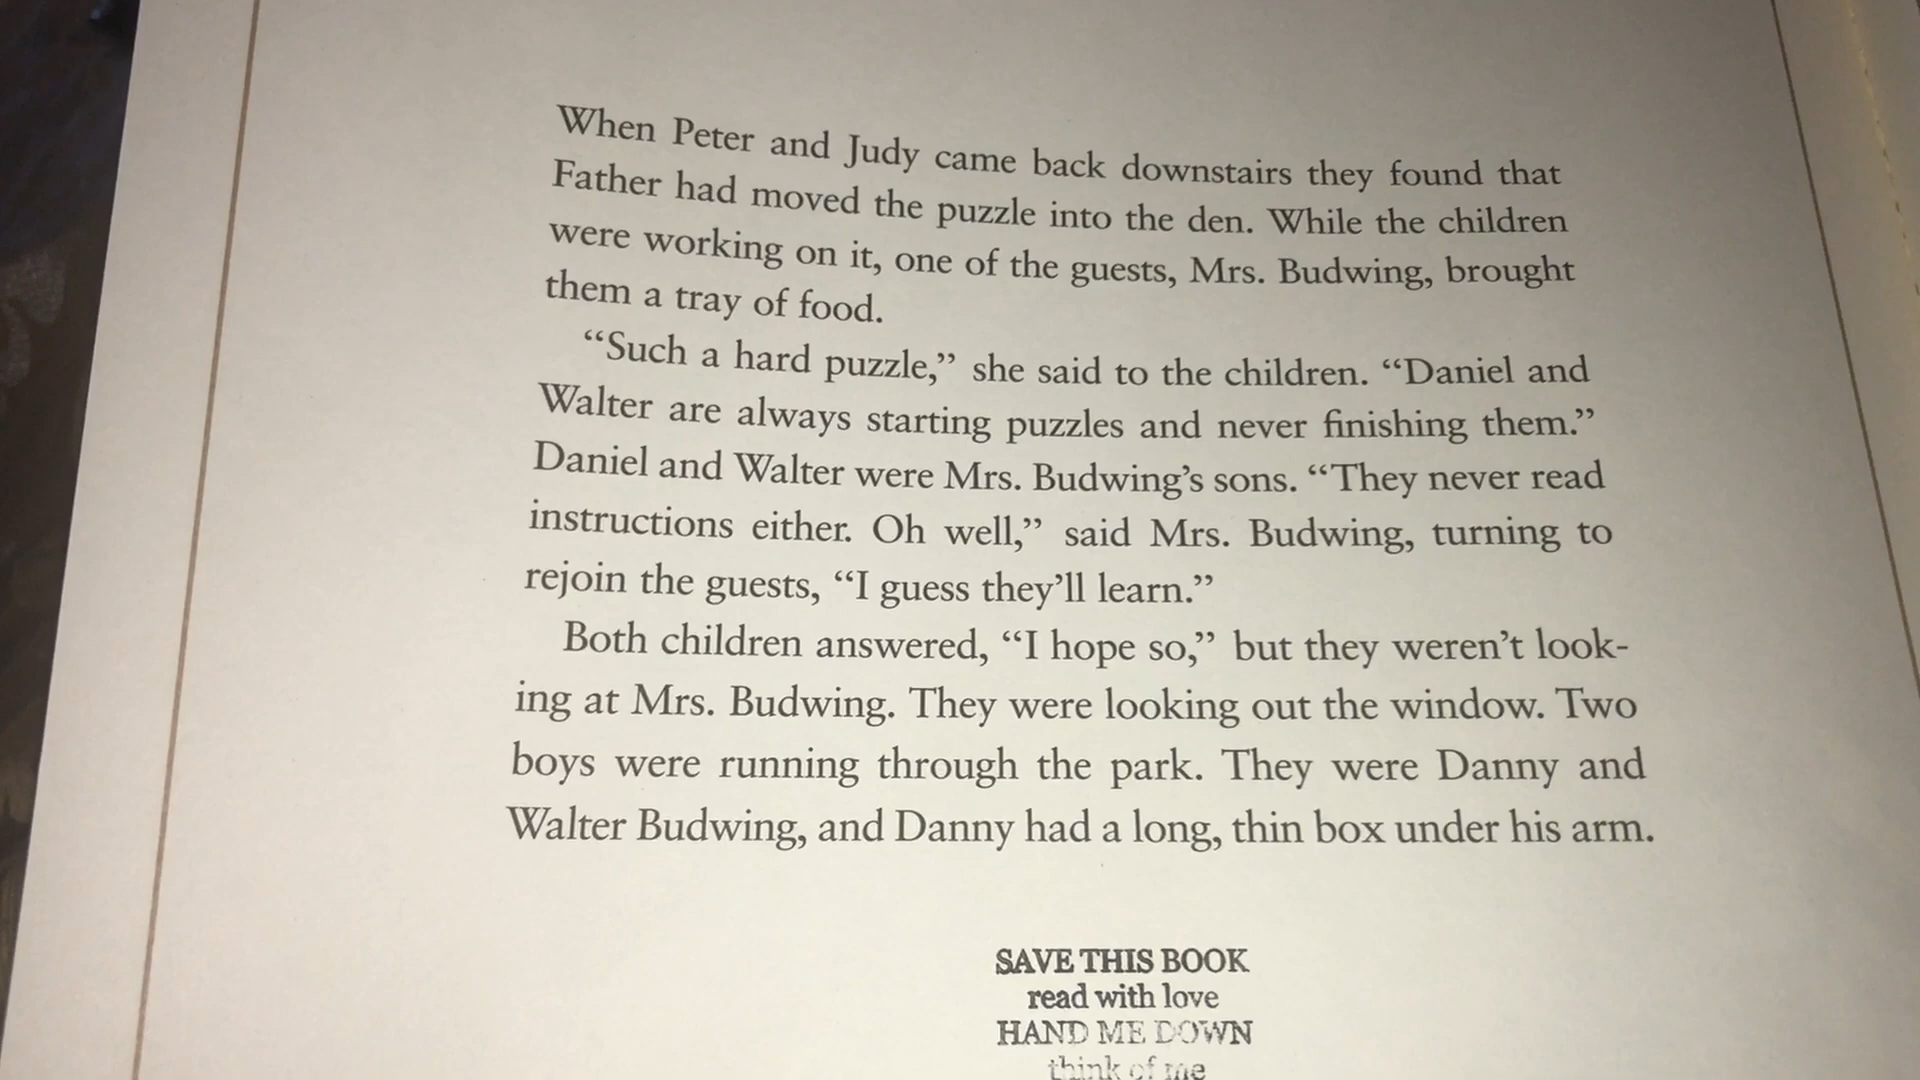 When Peter and Judy came back downstairs they found that
Father had moved the puzzle into the den. While the children
were working on it, one of the guests, Mrs. Budwing, brought
them a tray of food.
“Such a hard puzzle,” she said to the children. “Daniel and
Walter are always starting puzzles and never finishing them.”
Daniel and Walter were Mrs. Budwing’s sons. “They never read
instructions either. Oh well,” said Mrs. Budwing, turning to
rejoin the guests, “I guess they’ll learn.”
Both children answered, “I hope so,” but they weren’t look-
ing at Mrs. Budwing. They were looking out the window. Two
boys were running through the park. They were Danny and
Walter Budwing, and Danny had a long, thin box under his arm.
SAVE THIS BOOK
read with love
HAND ME DOWN
think of me